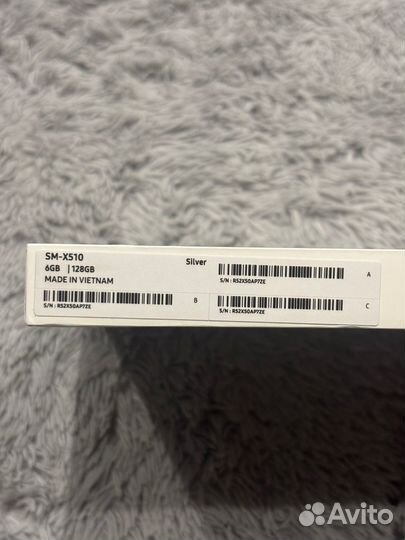 SM-X510
Silver
6GB | 128GB
MADE IN VIETNAM
S/N : R52X50AP7ZE
A
S/N : R52X50AP7ZE
B
S/N : R52X50AP7ZE
C
Avito